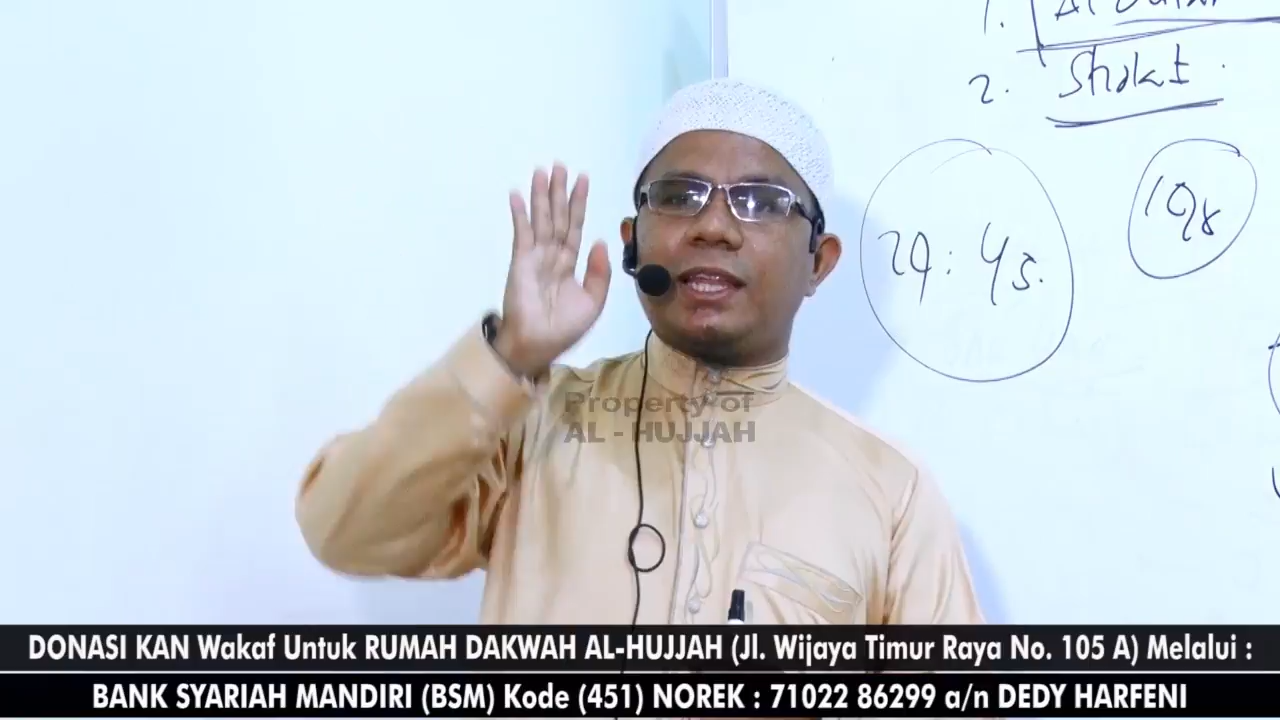 1.
2. Shalat.
29 : 45.
Property of
AL - HUJJAH
DONASI KAN Wakaf Untuk RUMAH DAKWAH AL-HUJJAH (Jl. Wijaya Timur Raya No. 105 A) Melalui :
BANK SYARIAH MANDIRI (BSM) Kode (451) NOREK : 71022 86299 a/n DEDY HARFENI